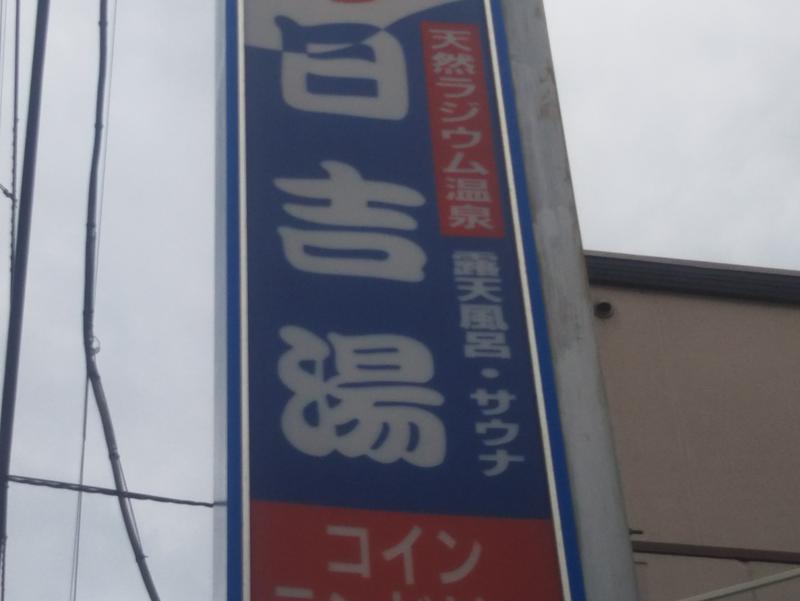 天然ラジウム温泉
露天風呂・サウナ
日吉湯
コイン